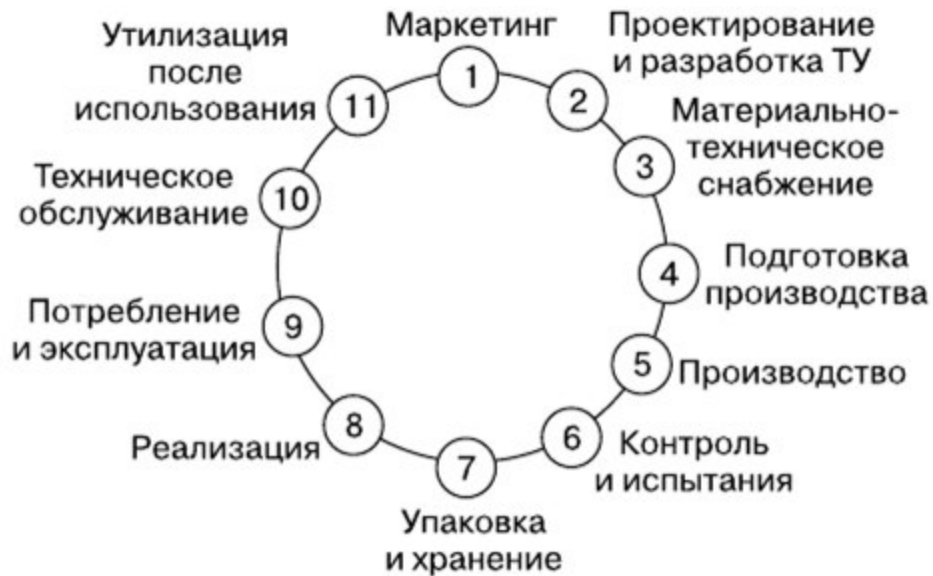 Маркетинг
1
Проектирование
и разработка ТУ
2
Материально-
техническое
снабжение
3
Подготовка
производства
4
Производство
5
Контроль
и испытания
6
Упаковка
и хранение
7
Реализация
8
Потребление
и эксплуатация
9
Техническое
обслуживание
10
Утилизация
после
использования
11